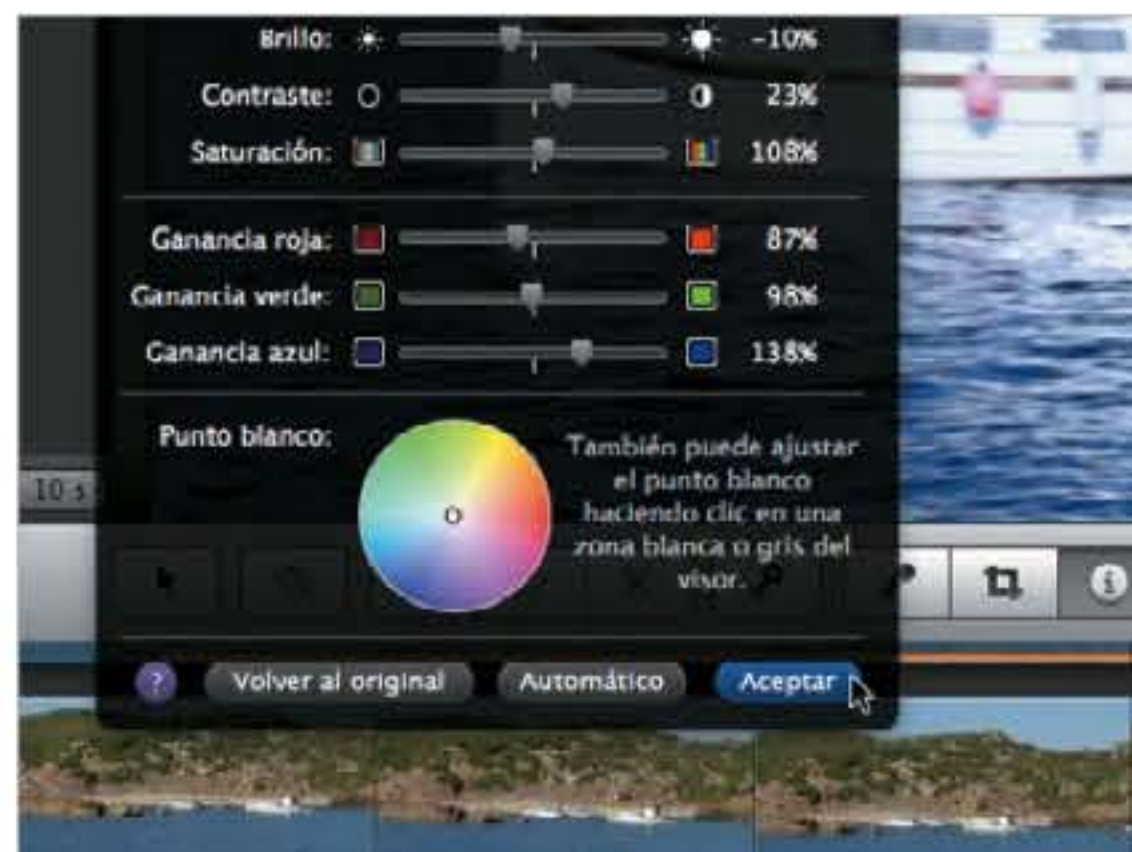 Brillo: -10%
Contraste: 23%
Saturación: 108%
Ganancia roja: 87%
Ganancia verde: 98%
Ganancia azul: 138%
Punto blanco:
También puede ajustar
el punto blanco
haciendo clic en una
zona blanca o gris del
visor.
10 s
? Volver al original Automático Aceptar